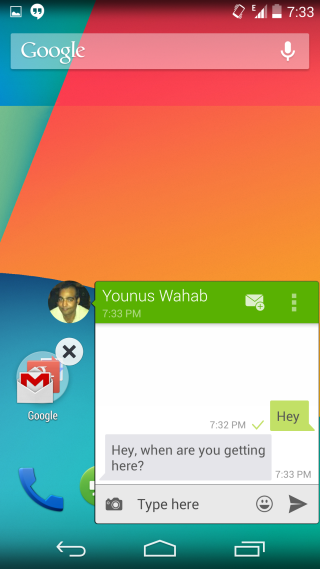 E 7:33
Google
Younus Wahab
7:33 PM
7:32 PM
Hey
Hey, when are you getting
here?
7:33 PM
Google
Type here